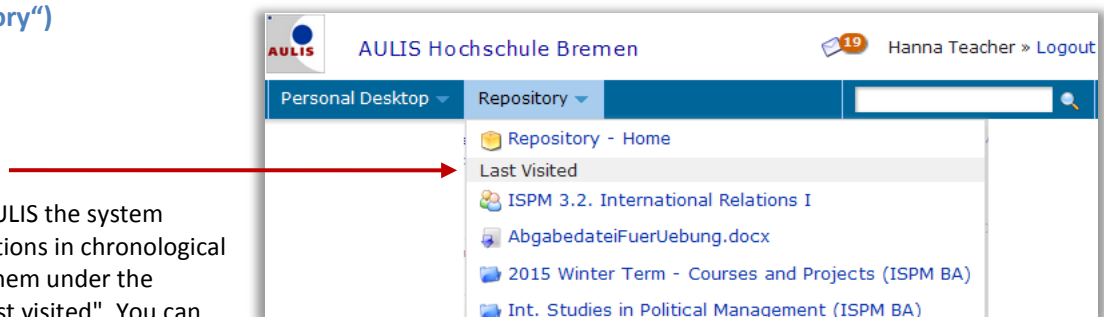 ory“)
AULIS
AULIS Hochschule Bremen
19
Hanna Teacher » Logout
Personal Desktop
Repository
Repository - Home
Last Visited
ISPM 3.2. International Relations I
AbgabedateiFuerUebung.docx
2015 Winter Term - Courses and Projects (ISPM BA)
Int. Studies in Political Management (ISPM BA)
ULIS the system
tions in chronological
hem under the
st visited". You can